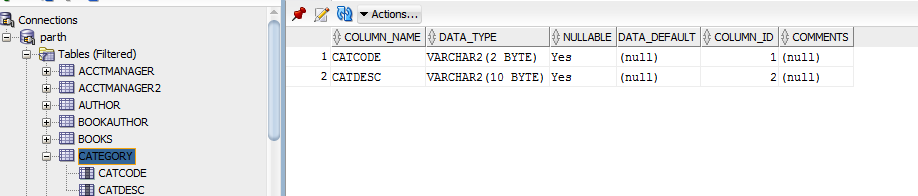 Connections
parth
Tables (Filtered)
ACCTMANAGER
ACCTMANAGER2
AUTHOR
BOOKAUTHOR
BOOKS
CATEGORY
CATCODE
CATDESC
Actions...
COLUMN_NAME DATA_TYPE NULLABLE DATA_DEFAULT COLUMN_ID COMMENTS
1 CATCODE VARCHAR2(2 BYTE) Yes (null) 1 (null)
2 CATDESC VARCHAR2(10 BYTE) Yes (null) 2 (null)